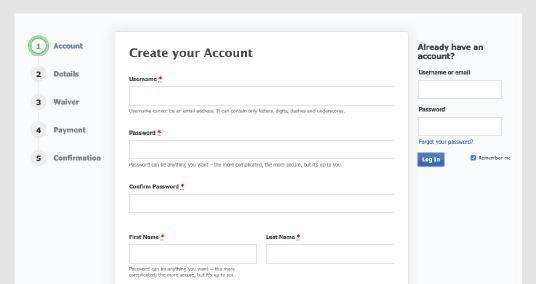 1 Account
2 Details
3 Waiver
4 Payment
5 Confirmation
Create your Account
Username *
Username cannot be an email address. It can contain only letters, digits, dashes and underscores.
Password *
Password can be anything you want – the more complicated, the more secure, but it's up to you.
Confirm Password *
First Name *
Last Name *
Password can be anything you want – the more
complicated, the more secure, but it's up to you.
Already have an
account?
Username or email
Password
Forgot your password?
Log In
Remember me